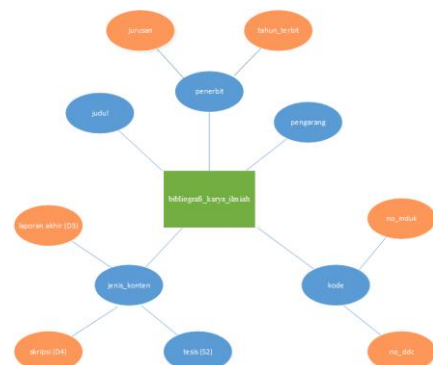 jurusan
tahun_terbit
penerbit
judul
pengarang
bibliografi_karya_ilmiah
laporan akhir (D3)
no_induk
jenis_konten
kode
skripsi (D4)
tesis (S2)
no_ddc